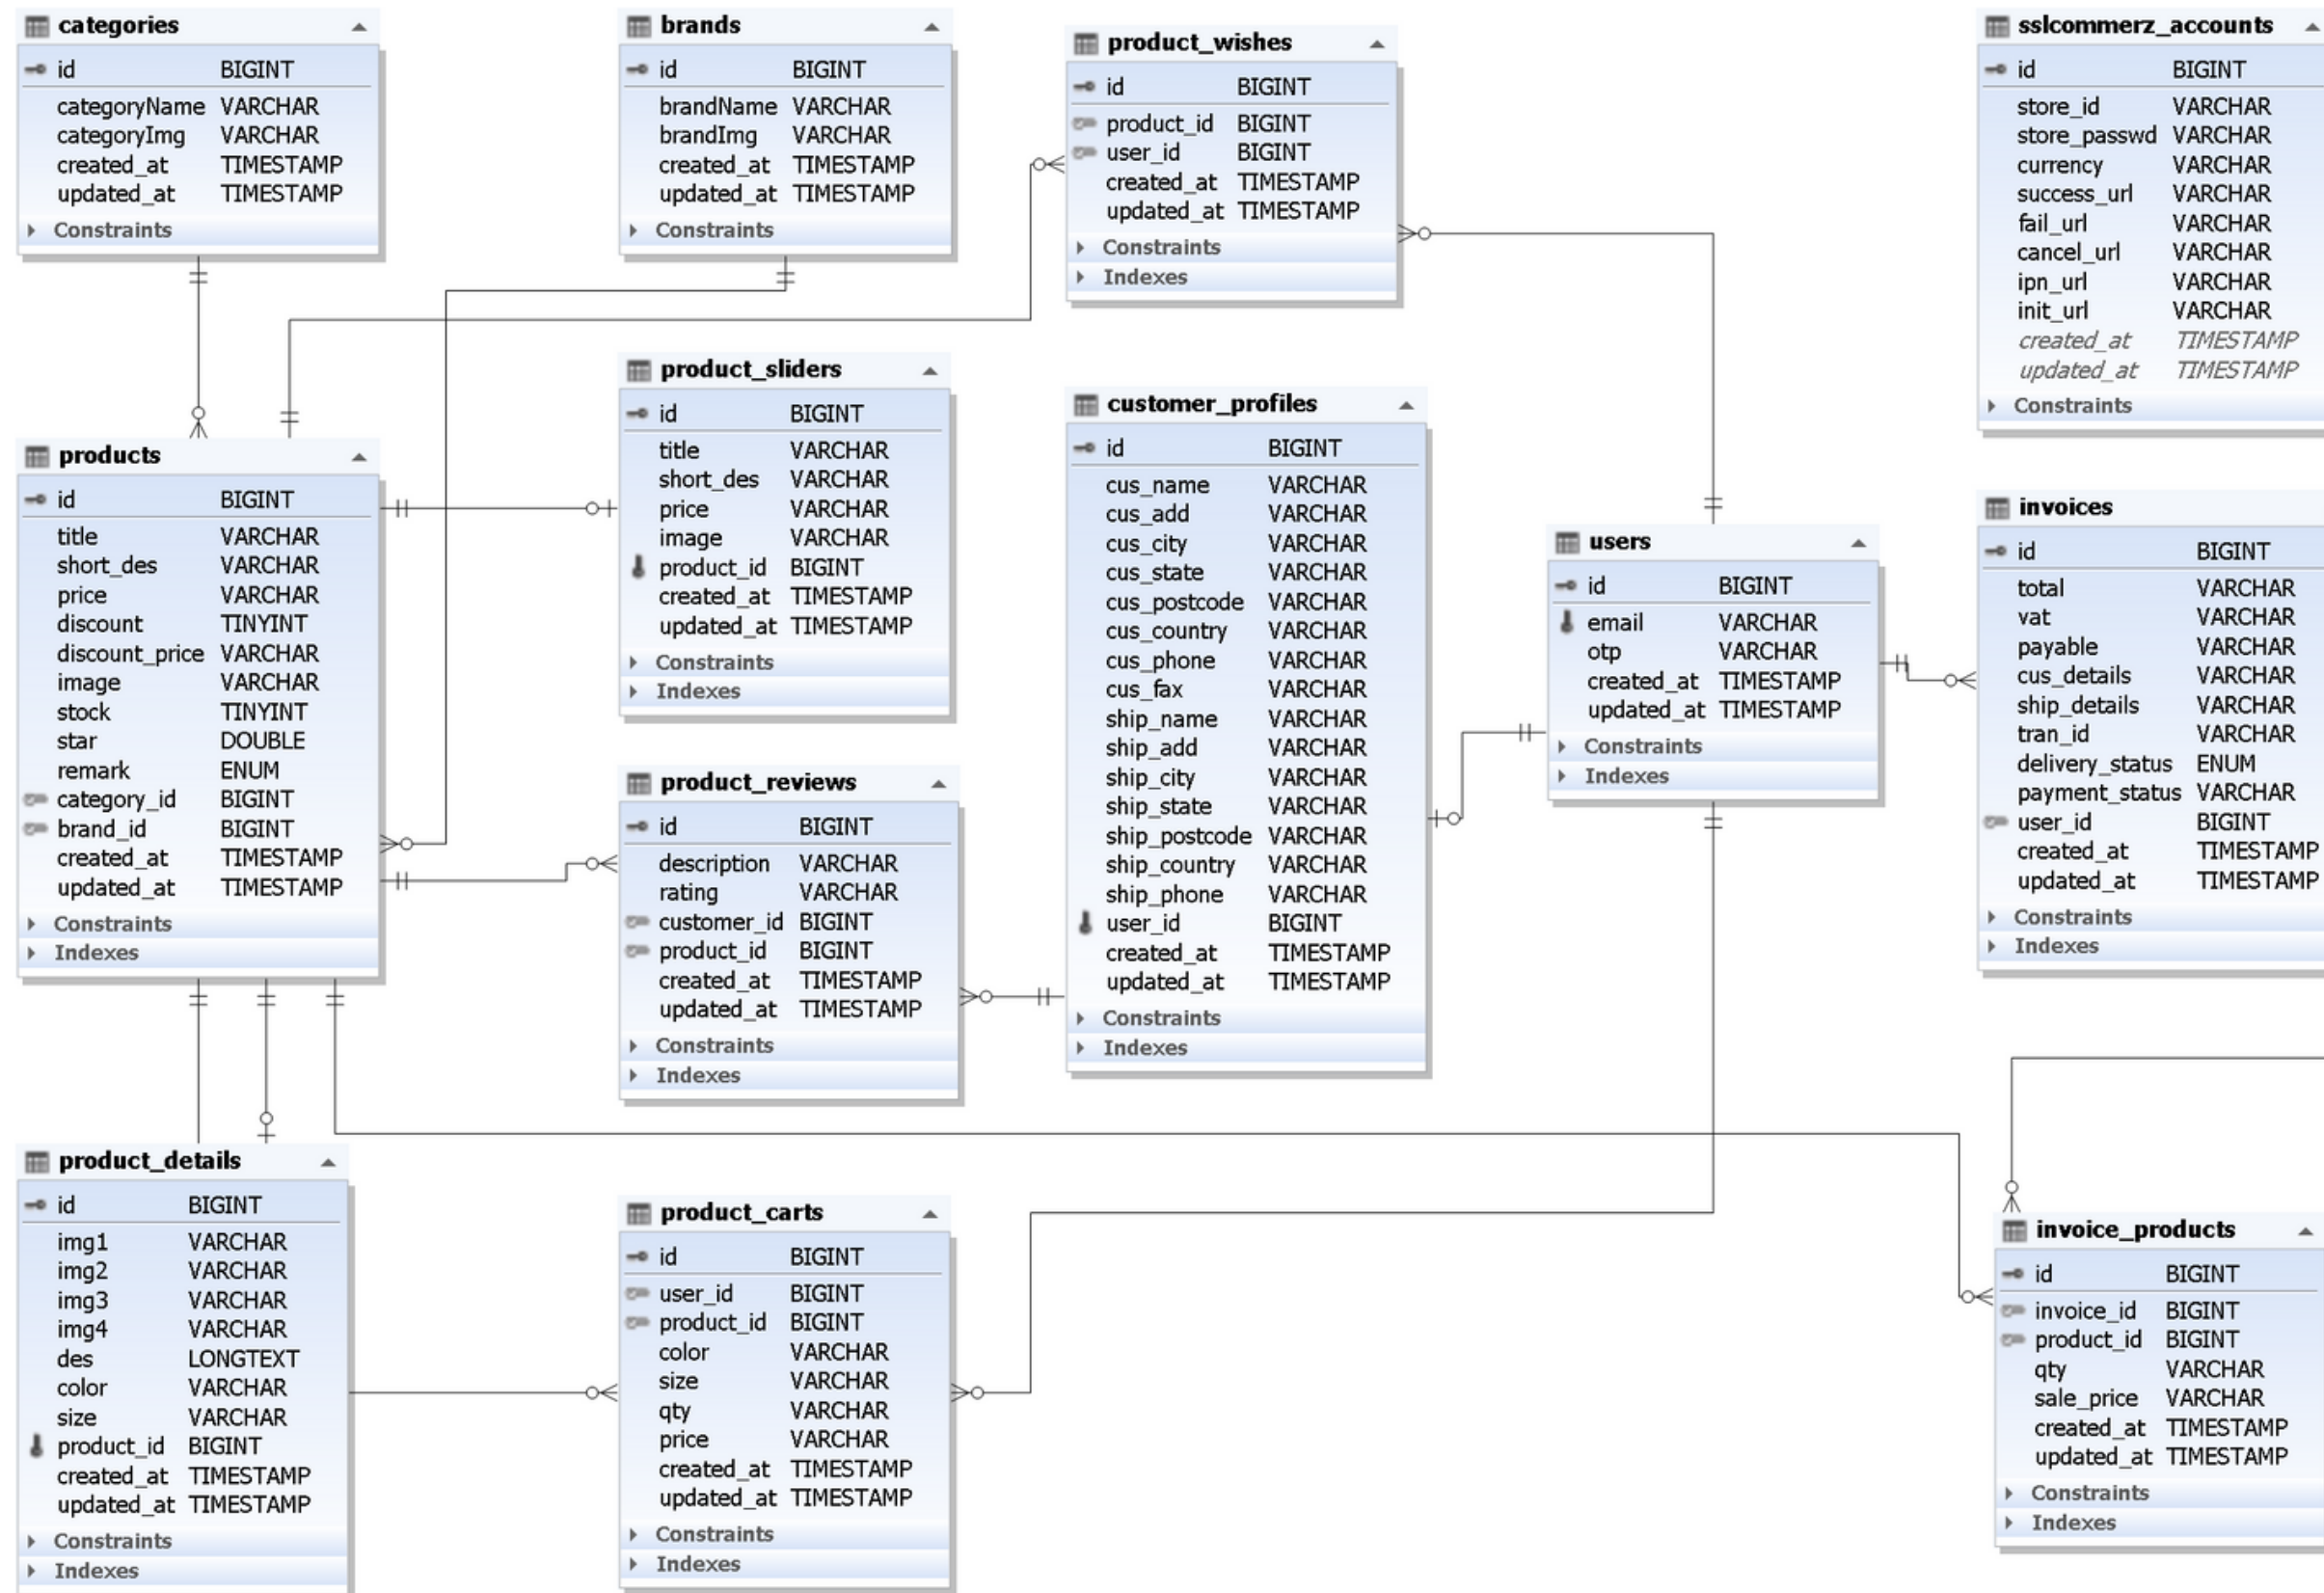 categories
id BIGINT
categoryName VARCHAR
categoryImg VARCHAR
created_at TIMESTAMP
updated_at TIMESTAMP
Constraints
brands
id BIGINT
brandName VARCHAR
brandImg VARCHAR
created_at TIMESTAMP
updated_at TIMESTAMP
Constraints
product_wishes
id BIGINT
product_id BIGINT
user_id BIGINT
created_at TIMESTAMP
updated_at TIMESTAMP
Constraints
Indexes
sslcommerz_accounts
id BIGINT
store_id VARCHAR
store_passwd VARCHAR
currency VARCHAR
success_url VARCHAR
fail_url VARCHAR
cancel_url VARCHAR
ipn_url VARCHAR
init_url VARCHAR
created_at TIMESTAMP
updated_at TIMESTAMP
Constraints
products
id BIGINT
title VARCHAR
short_des VARCHAR
price VARCHAR
discount TINYINT
discount_price VARCHAR
image VARCHAR
stock TINYINT
star DOUBLE
remark ENUM
category_id BIGINT
brand_id BIGINT
created_at TIMESTAMP
updated_at TIMESTAMP
Constraints
Indexes
product_sliders
id BIGINT
title VARCHAR
short_des VARCHAR
price VARCHAR
image VARCHAR
product_id BIGINT
created_at TIMESTAMP
updated_at TIMESTAMP
Constraints
Indexes
customer_profiles
id BIGINT
cus_name VARCHAR
cus_add VARCHAR
cus_city VARCHAR
cus_state VARCHAR
cus_postcode VARCHAR
cus_country VARCHAR
cus_phone VARCHAR
cus_fax VARCHAR
ship_name VARCHAR
ship_add VARCHAR
ship_city VARCHAR
ship_state VARCHAR
ship_postcode VARCHAR
ship_country VARCHAR
ship_phone VARCHAR
user_id BIGINT
created_at TIMESTAMP
updated_at TIMESTAMP
Constraints
Indexes
users
id BIGINT
email VARCHAR
otp VARCHAR
created_at TIMESTAMP
updated_at TIMESTAMP
Constraints
Indexes
invoices
id BIGINT
total VARCHAR
vat VARCHAR
payable VARCHAR
cus_details VARCHAR
ship_details VARCHAR
tran_id VARCHAR
delivery_status ENUM
payment_status VARCHAR
user_id BIGINT
created_at TIMESTAMP
updated_at TIMESTAMP
Constraints
Indexes
product_reviews
id BIGINT
description VARCHAR
rating VARCHAR
customer_id BIGINT
product_id BIGINT
created_at TIMESTAMP
updated_at TIMESTAMP
Constraints
Indexes
product_details
id BIGINT
img1 VARCHAR
img2 VARCHAR
img3 VARCHAR
img4 VARCHAR
des LONGTEXT
color VARCHAR
size VARCHAR
product_id BIGINT
created_at TIMESTAMP
updated_at TIMESTAMP
Constraints
Indexes
product_carts
id BIGINT
user_id BIGINT
product_id BIGINT
color VARCHAR
size VARCHAR
qty VARCHAR
price VARCHAR
created_at TIMESTAMP
updated_at TIMESTAMP
Constraints
Indexes
invoice_products
id BIGINT
invoice_id BIGINT
product_id BIGINT
qty VARCHAR
sale_price VARCHAR
created_at TIMESTAMP
updated_at TIMESTAMP
Constraints
Indexes